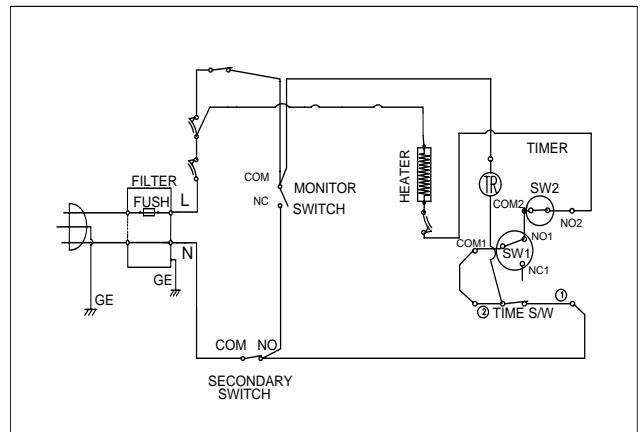 FILTER
FUSH
L
N
GE
GE
COM
NC
MONITOR
SWITCH
HEATER
TIMER
TR
SW2
COM2
NO2
NO1
COM1
SW1
NC1
① 
② TIME S/W
COM NO
SECONDARY
SWITCH